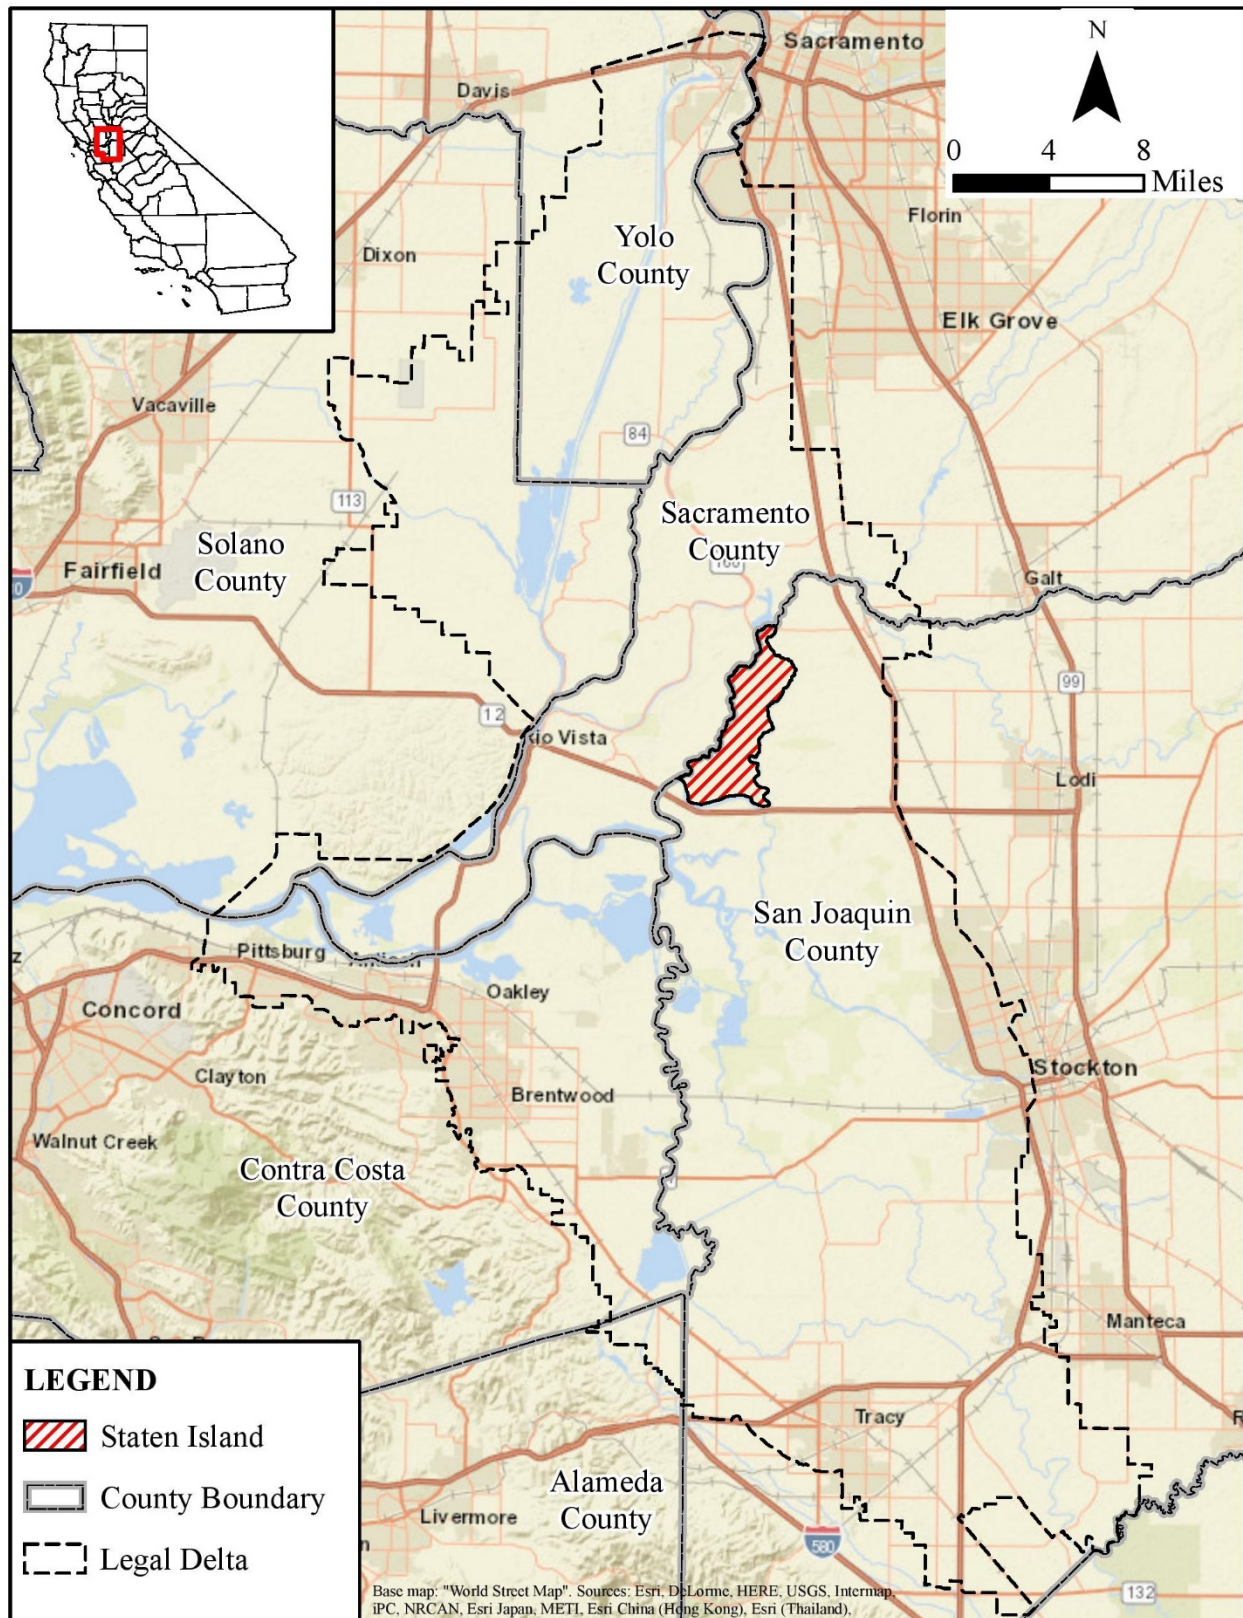 Sacramento
N
Davis
0 4 8
Miles
Florin
Yolo
County
Dixon
Elk Grove
Vacaville
84
113
Sacramento
County
Solano
County
160
Fairfield
Galt
99
12
Rio Vista
Lodi
San Joaquin
County
Pittsburg
Antioch
Oakley
Concord
Clayton
Stockton
Brentwood
Walnut Creek
Contra Costa
County
Manteca
LEGEND
Staten Island
County Boundary
Legal Delta
Tracy
Alameda
County
Livermore
580
132
Base map: "World Street Map". Sources: Esri, DeLorme, HERE, USGS, Intermap,
iPC, NRCAN, Esri Japan, METI, Esri China (Hong Kong), Esri (Thailand),